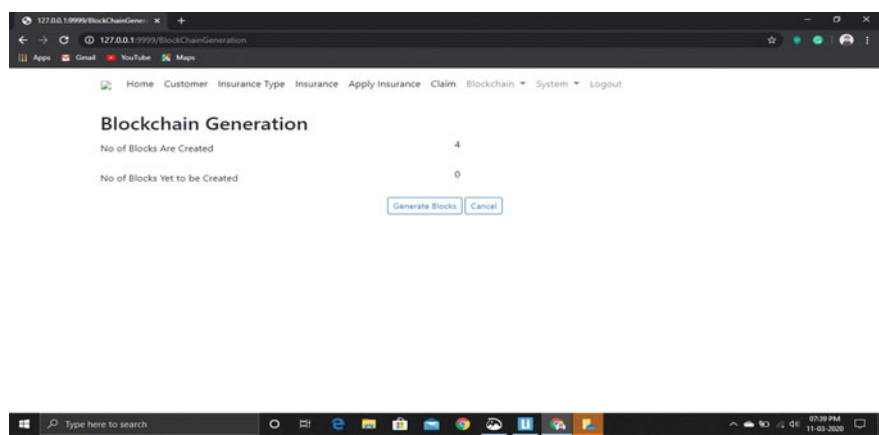 127.0.0.1:9999/BlockChainGener
127.0.0.1:9999/BlockChainGeneration
Apps Gmail YouTube Maps
Home Customer Insurance Type Insurance Apply Insurance Claim Blockchain System Logout
Blockchain Generation
No of Blocks Are Created 4
No of Blocks Yet to be Created 0
Generate Blocks Cancel
Type here to search
07:39 PM
11-03-2020